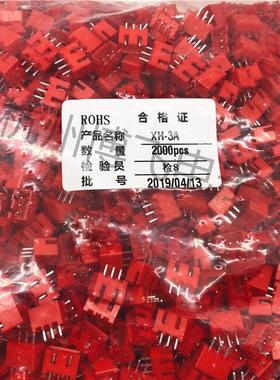 ROHS 合格证
产品名称 XH-3A
数量 2000pcs
检验员 检8
批号 2019/04/13